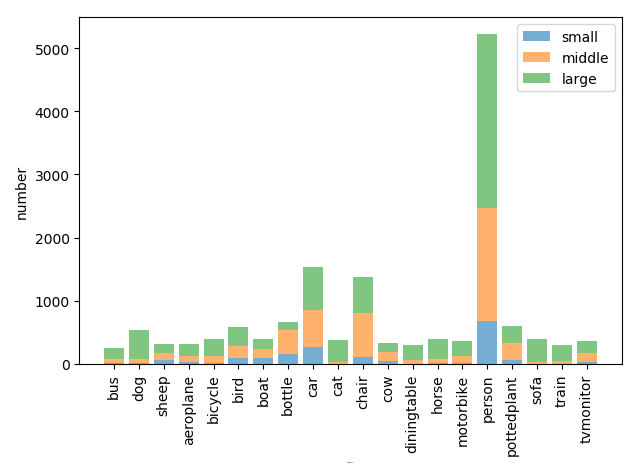 small
middle
large
number
5000
4000
3000
2000
1000
0
bus
dog
sheep
aeroplane
bicycle
bird
boat
bottle
car
cat
chair
cow
diningtable
horse
motorbike
person
pottedplant
sofa
train
tvmonitor